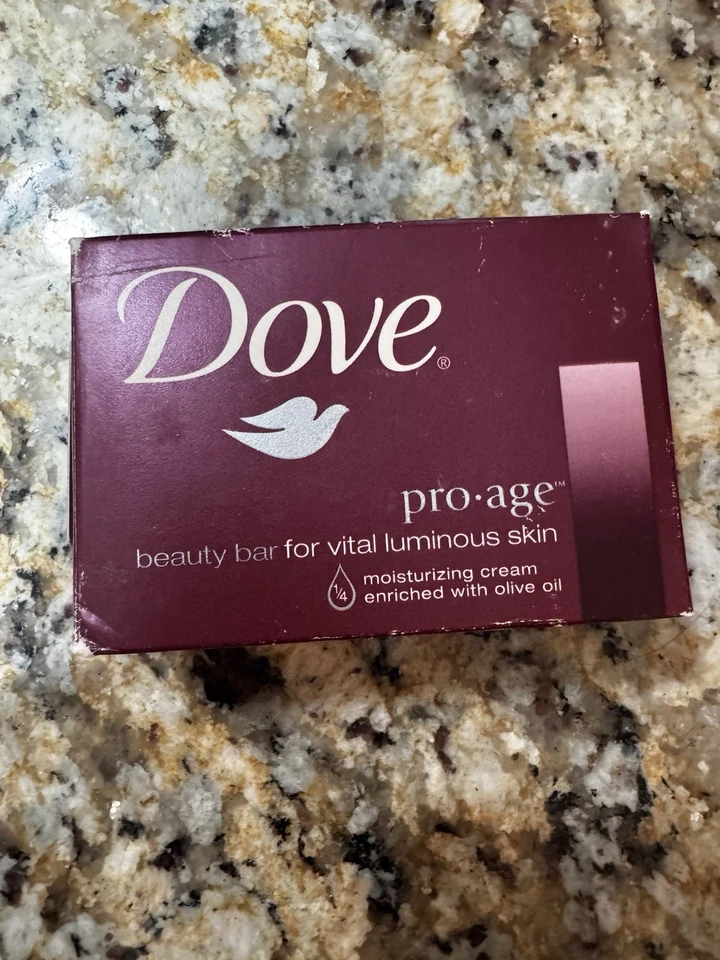 Dove®
pro·age™
beauty bar for vital luminous skin
1/4
moisturizing cream
enriched with olive oil